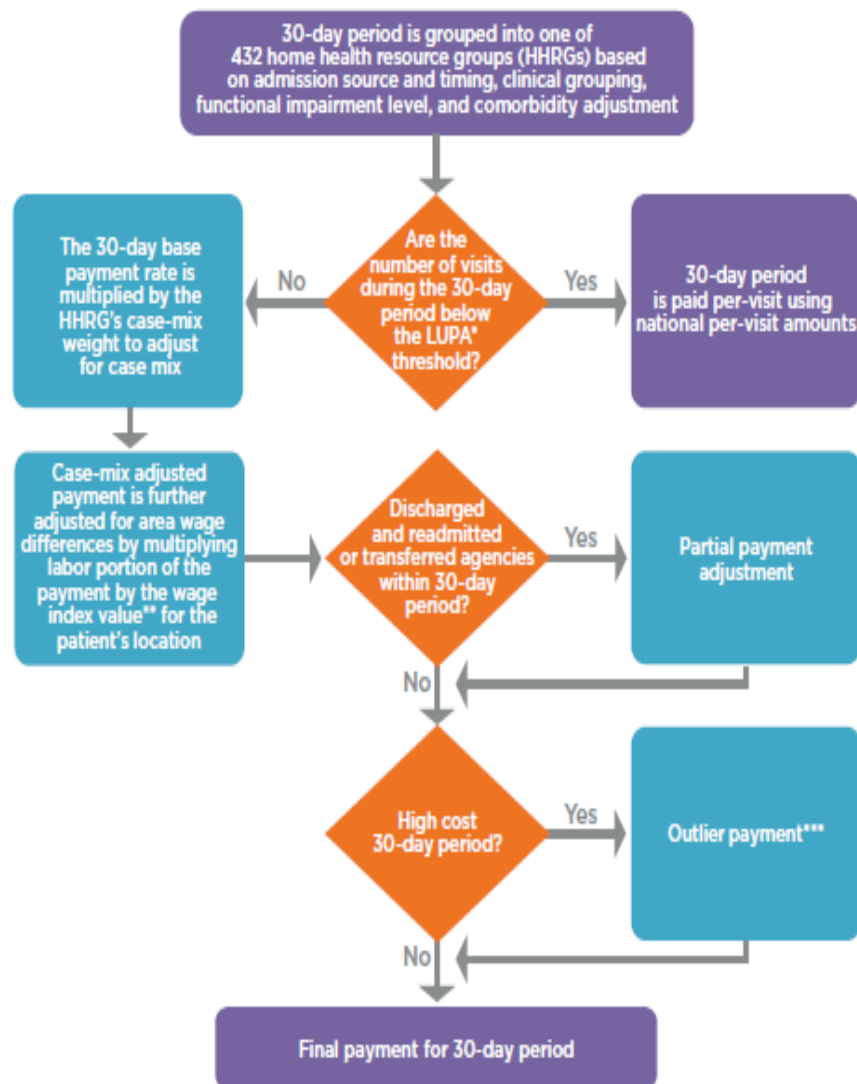 30-day period is grouped into one of
432 home health resource groups (HHRGs) based
on admission source and timing, clinical grouping,
functional impairment level, and comorbidity adjustment
The 30-day base
payment rate is
multiplied by the
HHRG's case-mix
weight to adjust
for case mix
No
Are the
number of visits
during the 30-day
period below
the LUPA*
threshold?
Yes
30-day period
is paid per-visit using
national per-visit amounts
Case-mix adjusted
payment is further
adjusted for area wage
differences by multiplying
labor portion of the
payment by the wage
index value** for the
patient's location
Discharged
and readmitted
or transferred agencies
within 30-day
period?
Yes
Partial payment
adjustment
No
High cost
30-day period?
Yes
Outlier payment***
No
Final payment for 30-day period